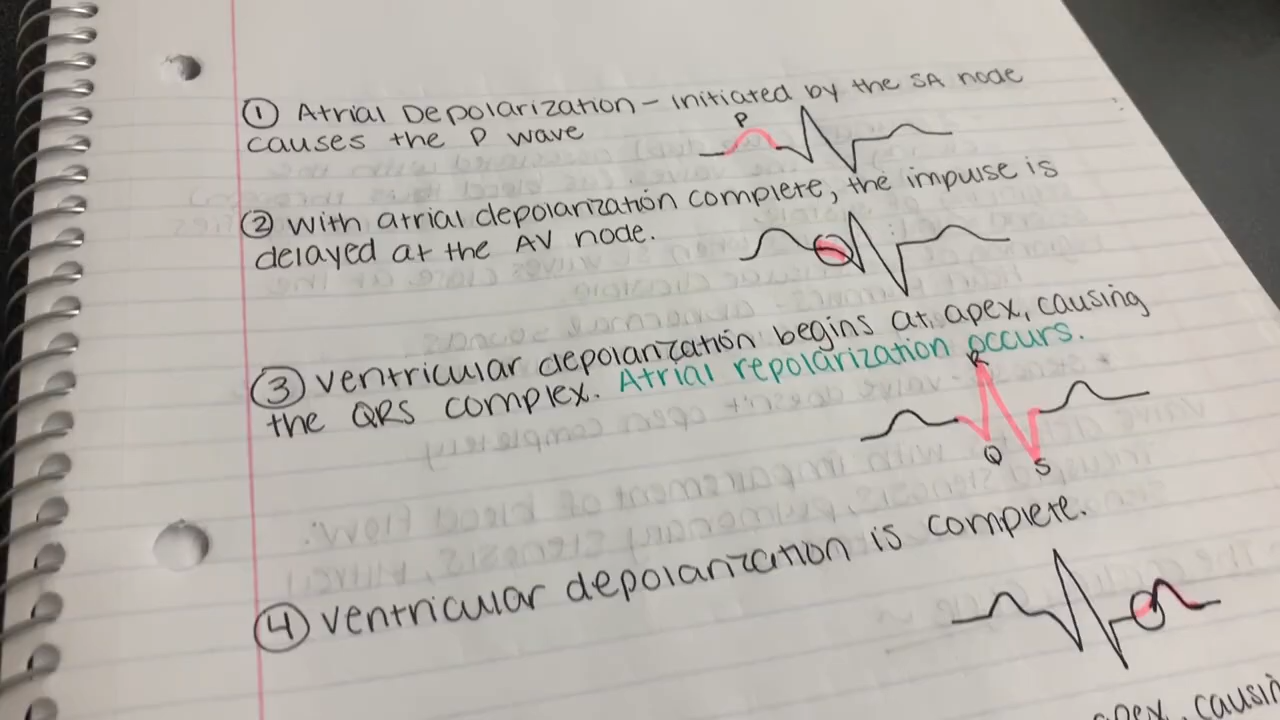 ① Atrial Depolarization - initiated by the SA node
causes the P wave
P
② with atrial depolarization complete, the impulse is
delayed at the AV node.
③ ventricular depolarization begins at apex, causing
the QRS complex. Atrial repolarization occurs.
R
Q
S
④ ventricular depolarization is complete.
apex, causin